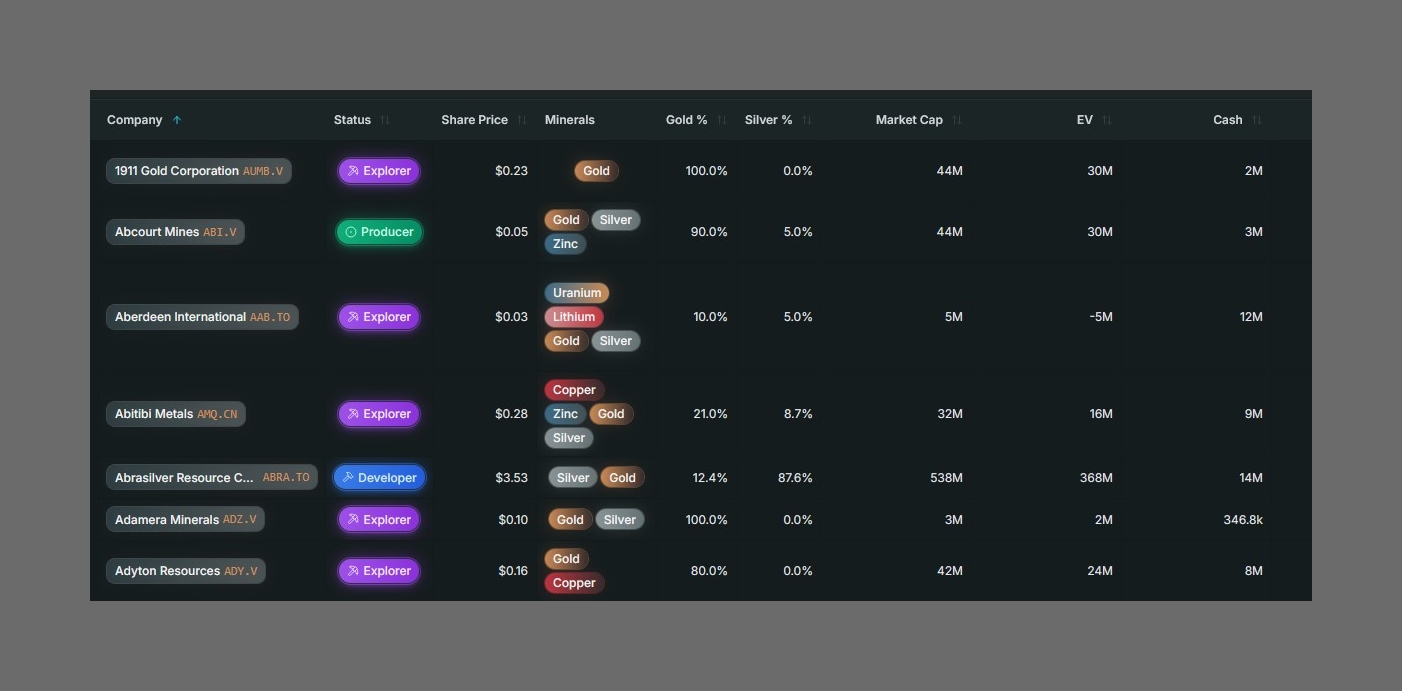 Company Status Share Price Minerals Gold % Silver % Market Cap EV Cash
1911 Gold Corporation AUMB.V Explorer $0.23 Gold 100.0% 0.0% 44M 30M 2M
Abcourt Mines ABI.V Producer $0.05 Gold Silver Zinc 90.0% 5.0% 44M 30M 3M
Aberdeen International AAB.TO Explorer $0.03 Uranium Lithium Gold Silver 10.0% 5.0% 5M -5M 12M
Abitibi Metals AMQ.CN Explorer $0.28 Copper Zinc Gold Silver 21.0% 8.7% 32M 16M 9M
Abrasilver Resource C... ABRA.TO Developer $3.53 Silver Gold 12.4% 87.6% 538M 368M 14M
Adamera Minerals ADZ.V Explorer $0.10 Gold Silver 100.0% 0.0% 3M 2M 346.8k
Adyton Resources ADY.V Explorer $0.16 Gold Copper 80.0% 0.0% 42M 24M 8M